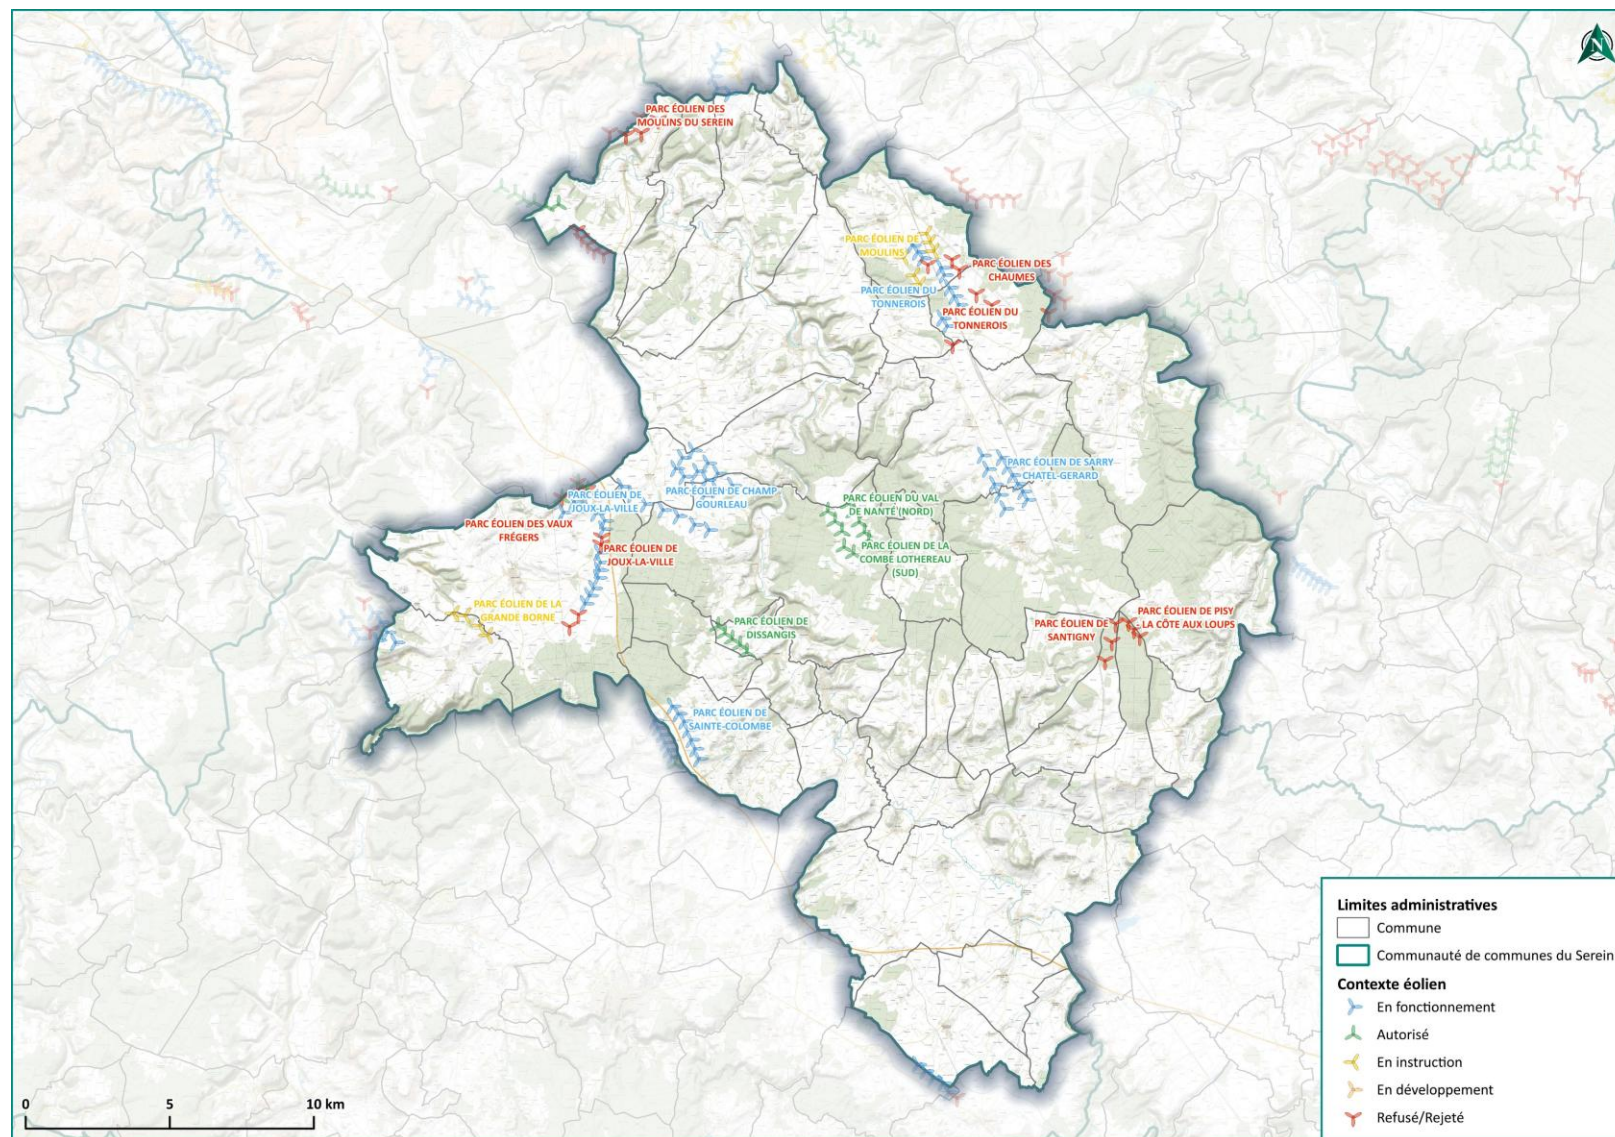 N
PARC ÉOLIEN DES
MOULINS DU SEREIN
PARC ÉOLIEN DE
MOULINS
PARC ÉOLIEN DES
CHAUMES
PARC ÉOLIEN DU
TONNEROIS
PARC ÉOLIEN DU
TONNEROIS
PARC ÉOLIEN DE SARRY
CHATEL-GERARD
PARC ÉOLIEN DE CHAMP
GOURLEAU
PARC ÉOLIEN DE
JOUX-LA-VILLE
PARC ÉOLIEN DU VAL
DE NANTÉ (NORD)
PARC ÉOLIEN DES VAUX
FRÉGERS
PARC ÉOLIEN DE
JOUX-LA-VILLE
PARC ÉOLIEN DE LA
COMBE LOTHEREAU
(SUD)
PARC ÉOLIEN DE LA
GRANDE BORNE
PARC ÉOLIEN DE
DISSANGIS
PARC ÉOLIEN DE
SANTIGNY
PARC ÉOLIEN DE PISY
LA CÔTE AUX LOUPS
PARC ÉOLIEN DE
SAINTE-COLOMBE
Limites administratives
Commune
Communauté de communes du Serein
Contexte éolien
En fonctionnement
Autorisé
En instruction
En développement
Refusé/Rejeté
0 5 10 km